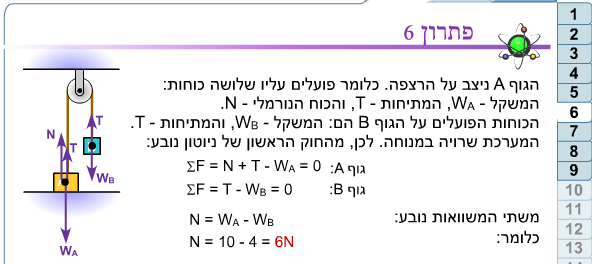 פתרון 6
הגוף A ניצב על הרצפה. כלומר פועלים עליו שלושה כוחות:
המשקל - WA, המתיחות - T, והכוח הנורמלי - N.
הכוחות הפועלים על הגוף B הם: המשקל - WB, והמתיחות - T.
המערכת שרויה במנוחה. לכן, מהחוק הראשון של ניוטון נובע:
גוף A: ΣF = N + T - WA = 0
גוף B: ΣF = T - WB = 0
משתי המשוואות נובע: N = WA - WB
כלומר: N = 10 - 4 = 6N
T
N
T
WB
WA
1
2
3
4
5
6
7
8
9
10
11
12
13